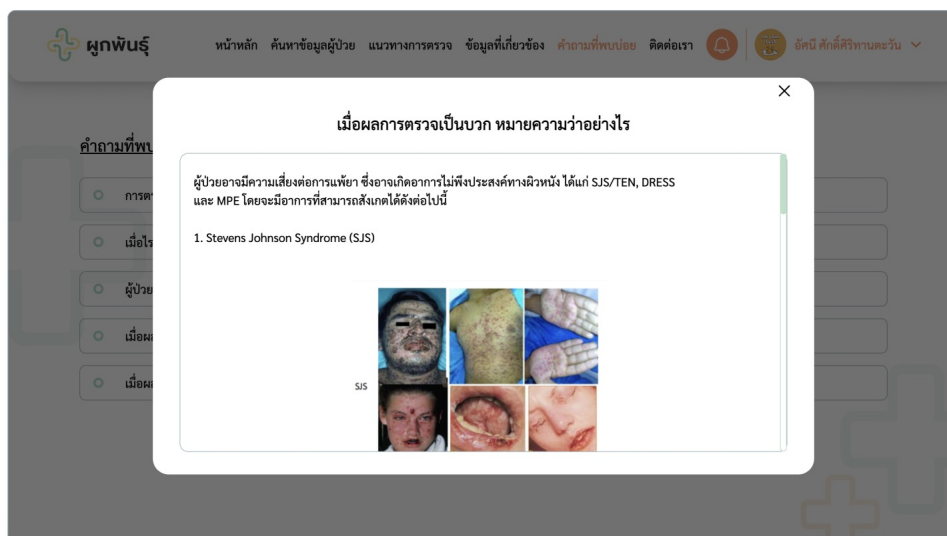 ผูกพันธุ์
หน้าหลัก ค้นหาข้อมูลผู้ป่วย แนวทางการตรวจ ข้อมูลที่เกี่ยวข้อง คำถามที่พบบ่อย ติดต่อเรา อัศนี ศักดิ์ศิริทานตะวัน
เมื่อผลการตรวจเป็นบวก หมายความว่าอย่างไร
คำถามที่พบ
ผู้ป่วยอาจมีความเสี่ยงต่อการแพ้ยา ซึ่งอาจเกิดอาการไม่พึงประสงค์ทางผิวหนัง ได้แก่ SJS/TEN, DRESS
และ MPE โดยจะมีอาการที่สามารถสังเกตได้ดังต่อไปนี้
1. Stevens Johnson Syndrome (SJS)
SJS
การตร
เมื่อไร
ผู้ป่วย
เมื่อผล
เมื่อผล